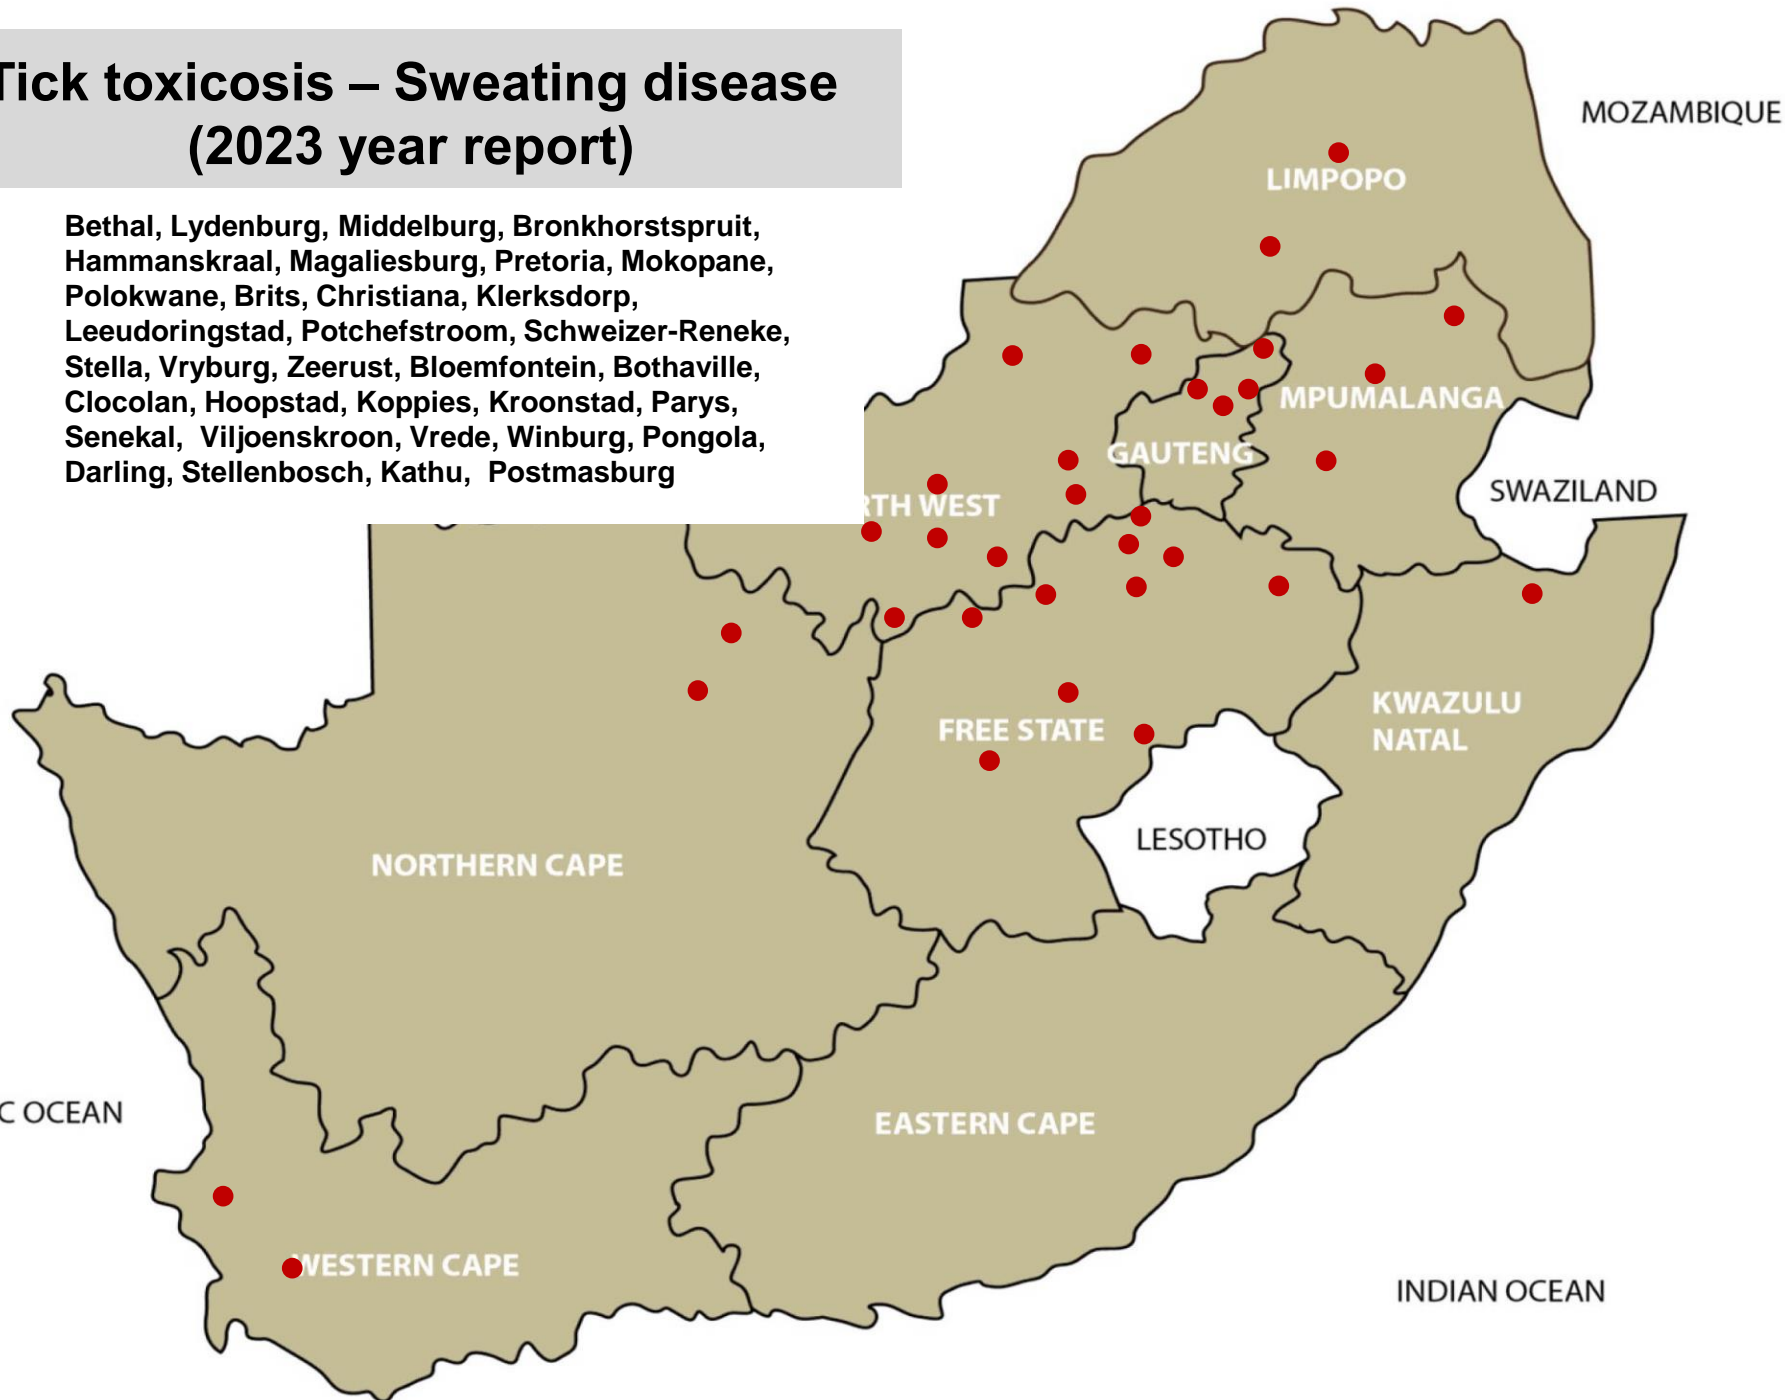 Tick toxicosis – Sweating disease
(2023 year report)
Bethal, Lydenburg, Middelburg, Bronkhorstspruit,
Hammanskraal, Magaliesburg, Pretoria, Mokopane,
Polokwane, Brits, Christiana, Klerksdorp,
Leeudoringstad, Potchefstroom, Schweizer-Reneke,
Stella, Vryburg, Zeerust, Bloemfontein, Bothaville,
Clocolan, Hoopstad, Koppies, Kroonstad, Parys,
Senekal, Viljoenskroon, Vrede, Winburg, Pongola,
Darling, Stellenbosch, Kathu, Postmasburg
MOZAMBIQUE
LIMPOPO
MPUMALANGA
GAUTENG
SWAZILAND
RTH WEST
KWAZULU
NATAL
FREE STATE
LESOTHO
NORTHERN CAPE
C OCEAN
EASTERN CAPE
WESTERN CAPE
INDIAN OCEAN